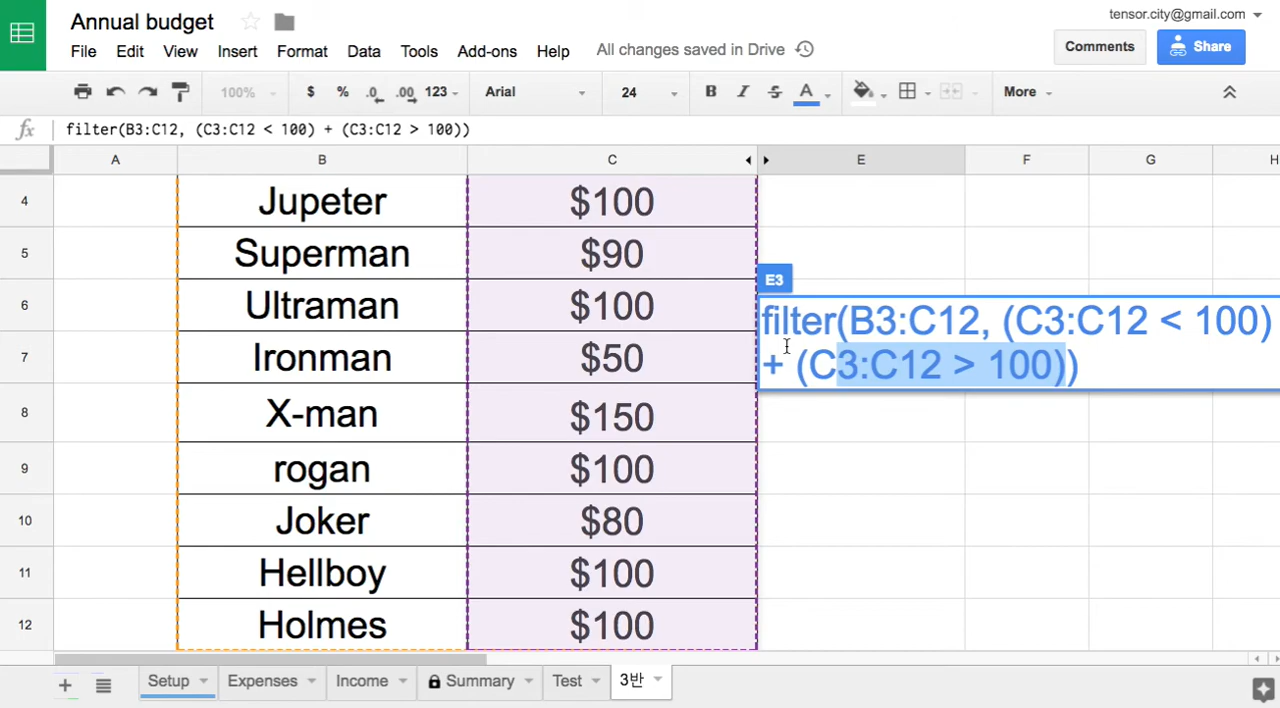 Annual budget
tensor.city@gmail.com
File Edit View Insert Format Data Tools Add-ons Help All changes saved in Drive
Comments Share
100% $ % .0 .00 123 Arial 24 B I S A More
fx filter(B3:C12, (C3:C12 < 100) + (C3:C12 > 100))
A B C E F G H
4 Jupeter $100
5 Superman $90
E3
6 Ultraman $100
filter(B3:C12, (C3:C12 < 100)
7 Ironman $50
+ (C3:C12 > 100))
8 X-man $150
9 rogan $100
10 Joker $80
11 Hellboy $100
12 Holmes $100
+ Setup Expenses Income Summary Test 3반